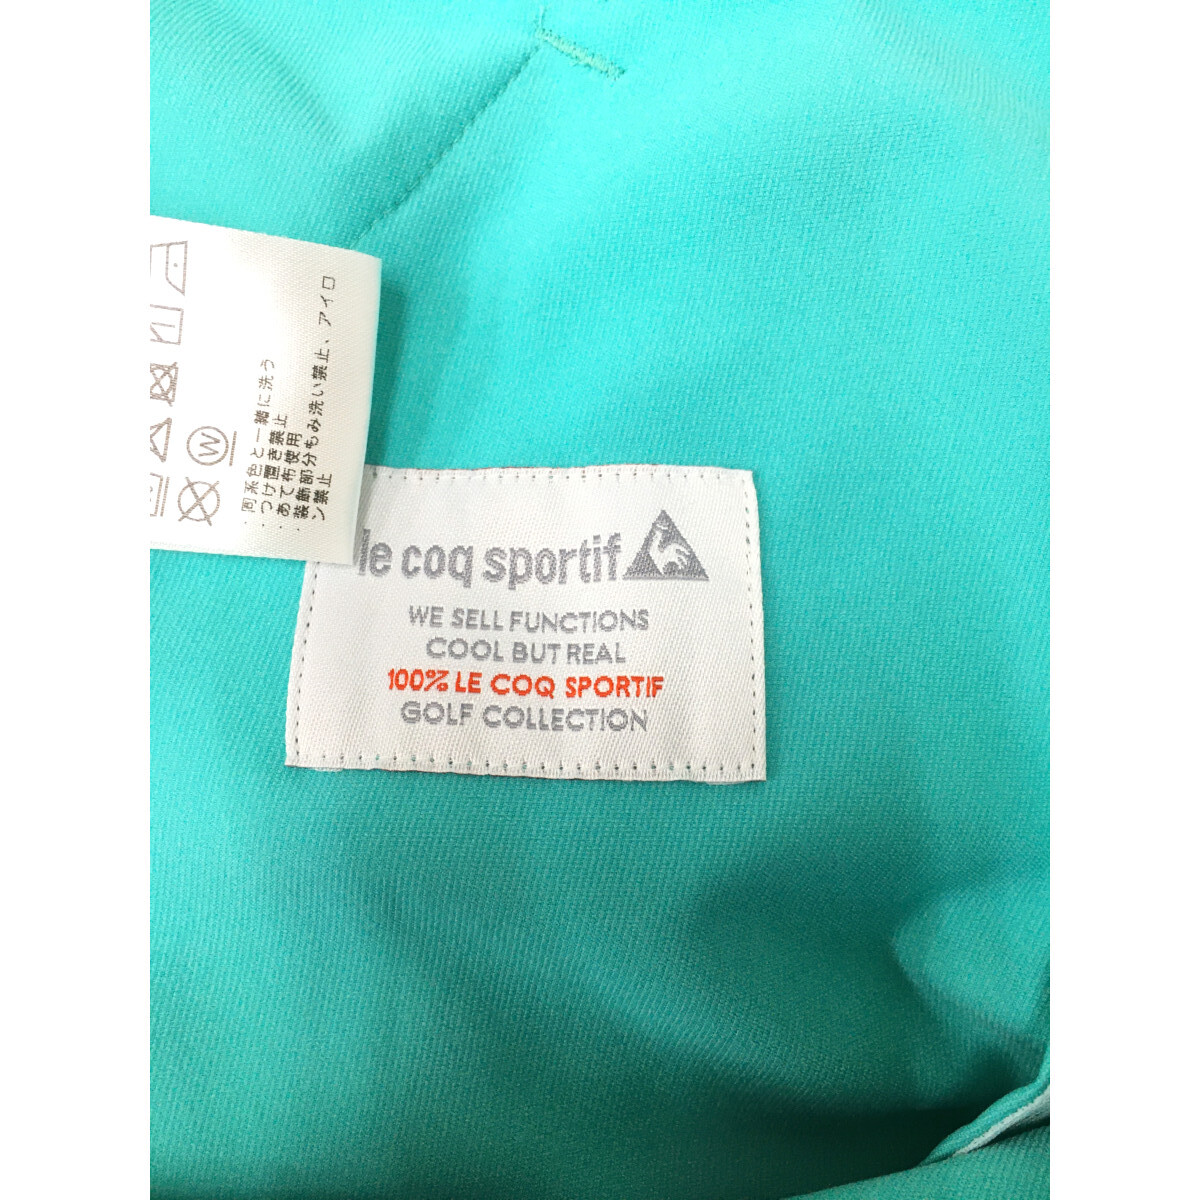 le coq sportif
WE SELL FUNCTIONS
COOL BUT REAL
100% LE COQ SPORTIF
GOLF COLLECTION
W
・同系色と一緒に洗う
・つけ置き禁止
・あて布使用
・装飾部分もみ洗い禁止、アイロ
ン禁止